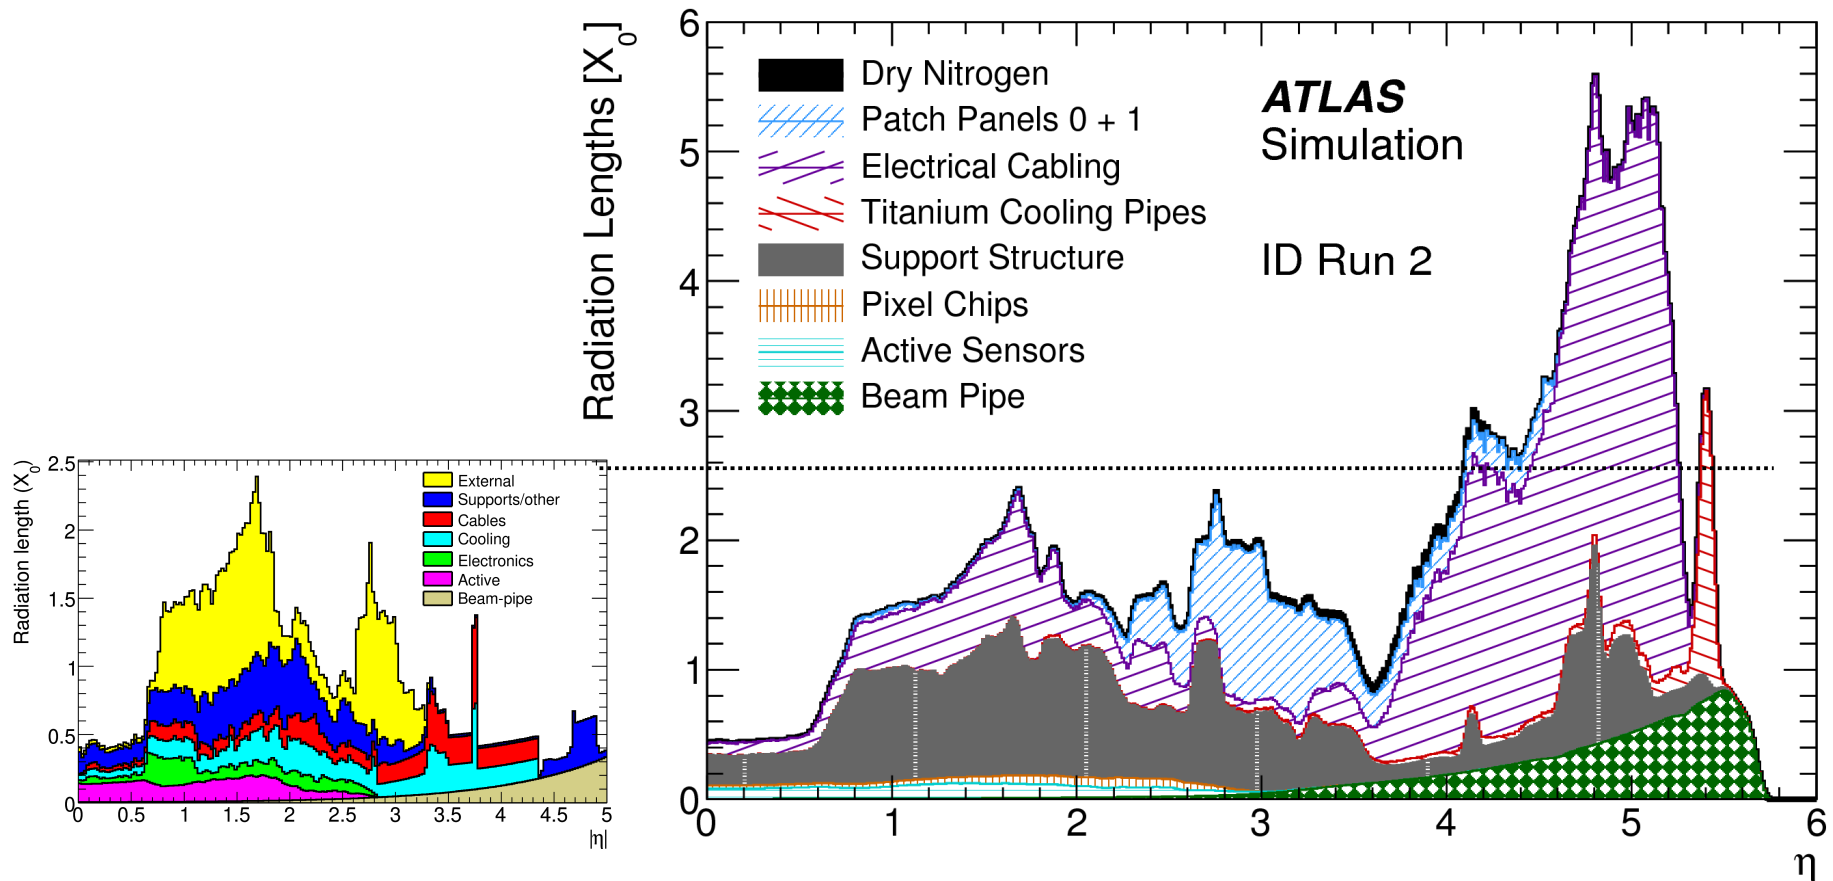 Radiation length (X0)
2.5
2
1.5
1
0.5
0
0 0.5 1 1.5 2 2.5 3 3.5 4 4.5 5
|η|
External
Supports/other
Cables
Cooling
Electronics
Active
Beam-pipe
Radiation Lengths [X0]
6
5
4
3
2
1
0
0 1 2 3 4 5 6
η
Dry Nitrogen
Patch Panels 0 + 1
Electrical Cabling
Titanium Cooling Pipes
Support Structure
Pixel Chips
Active Sensors
Beam Pipe
ATLAS
Simulation
ID Run 2